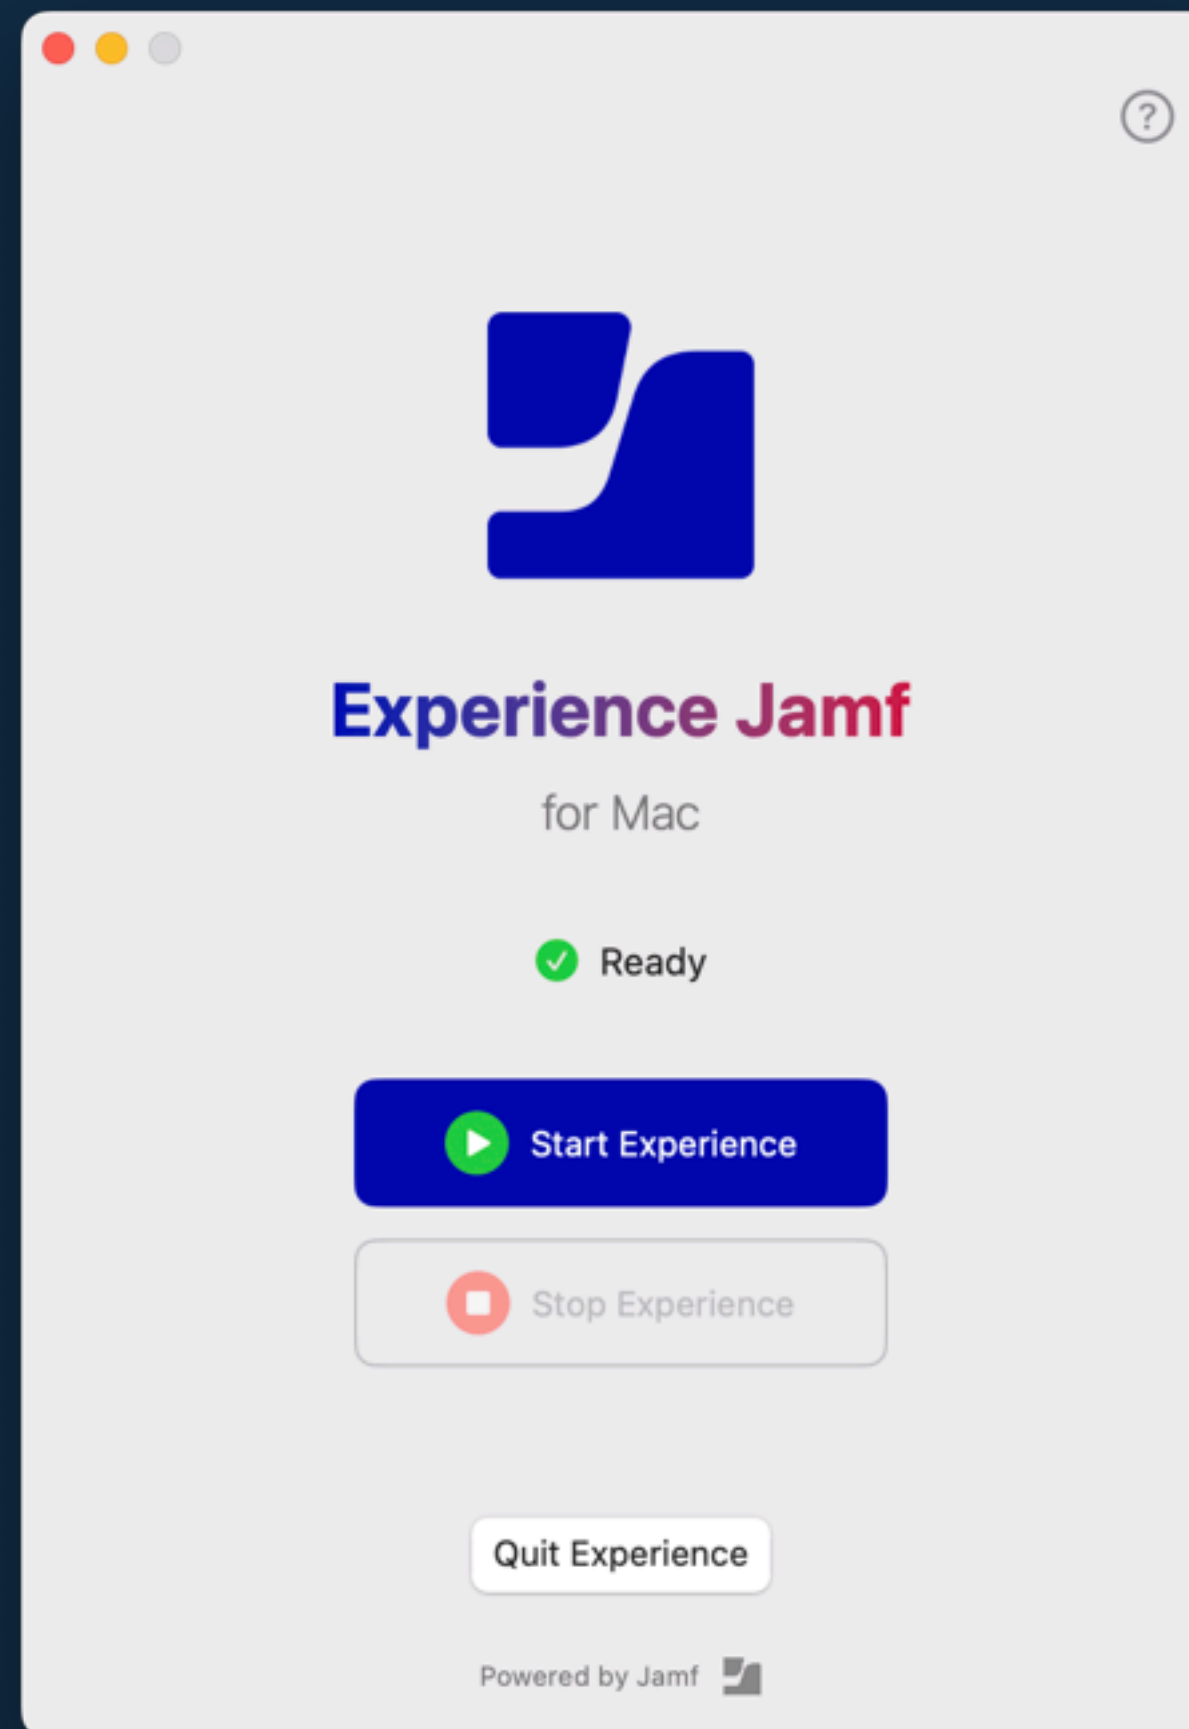 ?
Experience Jamf
for Mac
Ready
Start Experience
Stop Experience
Quit Experience
Powered by Jamf